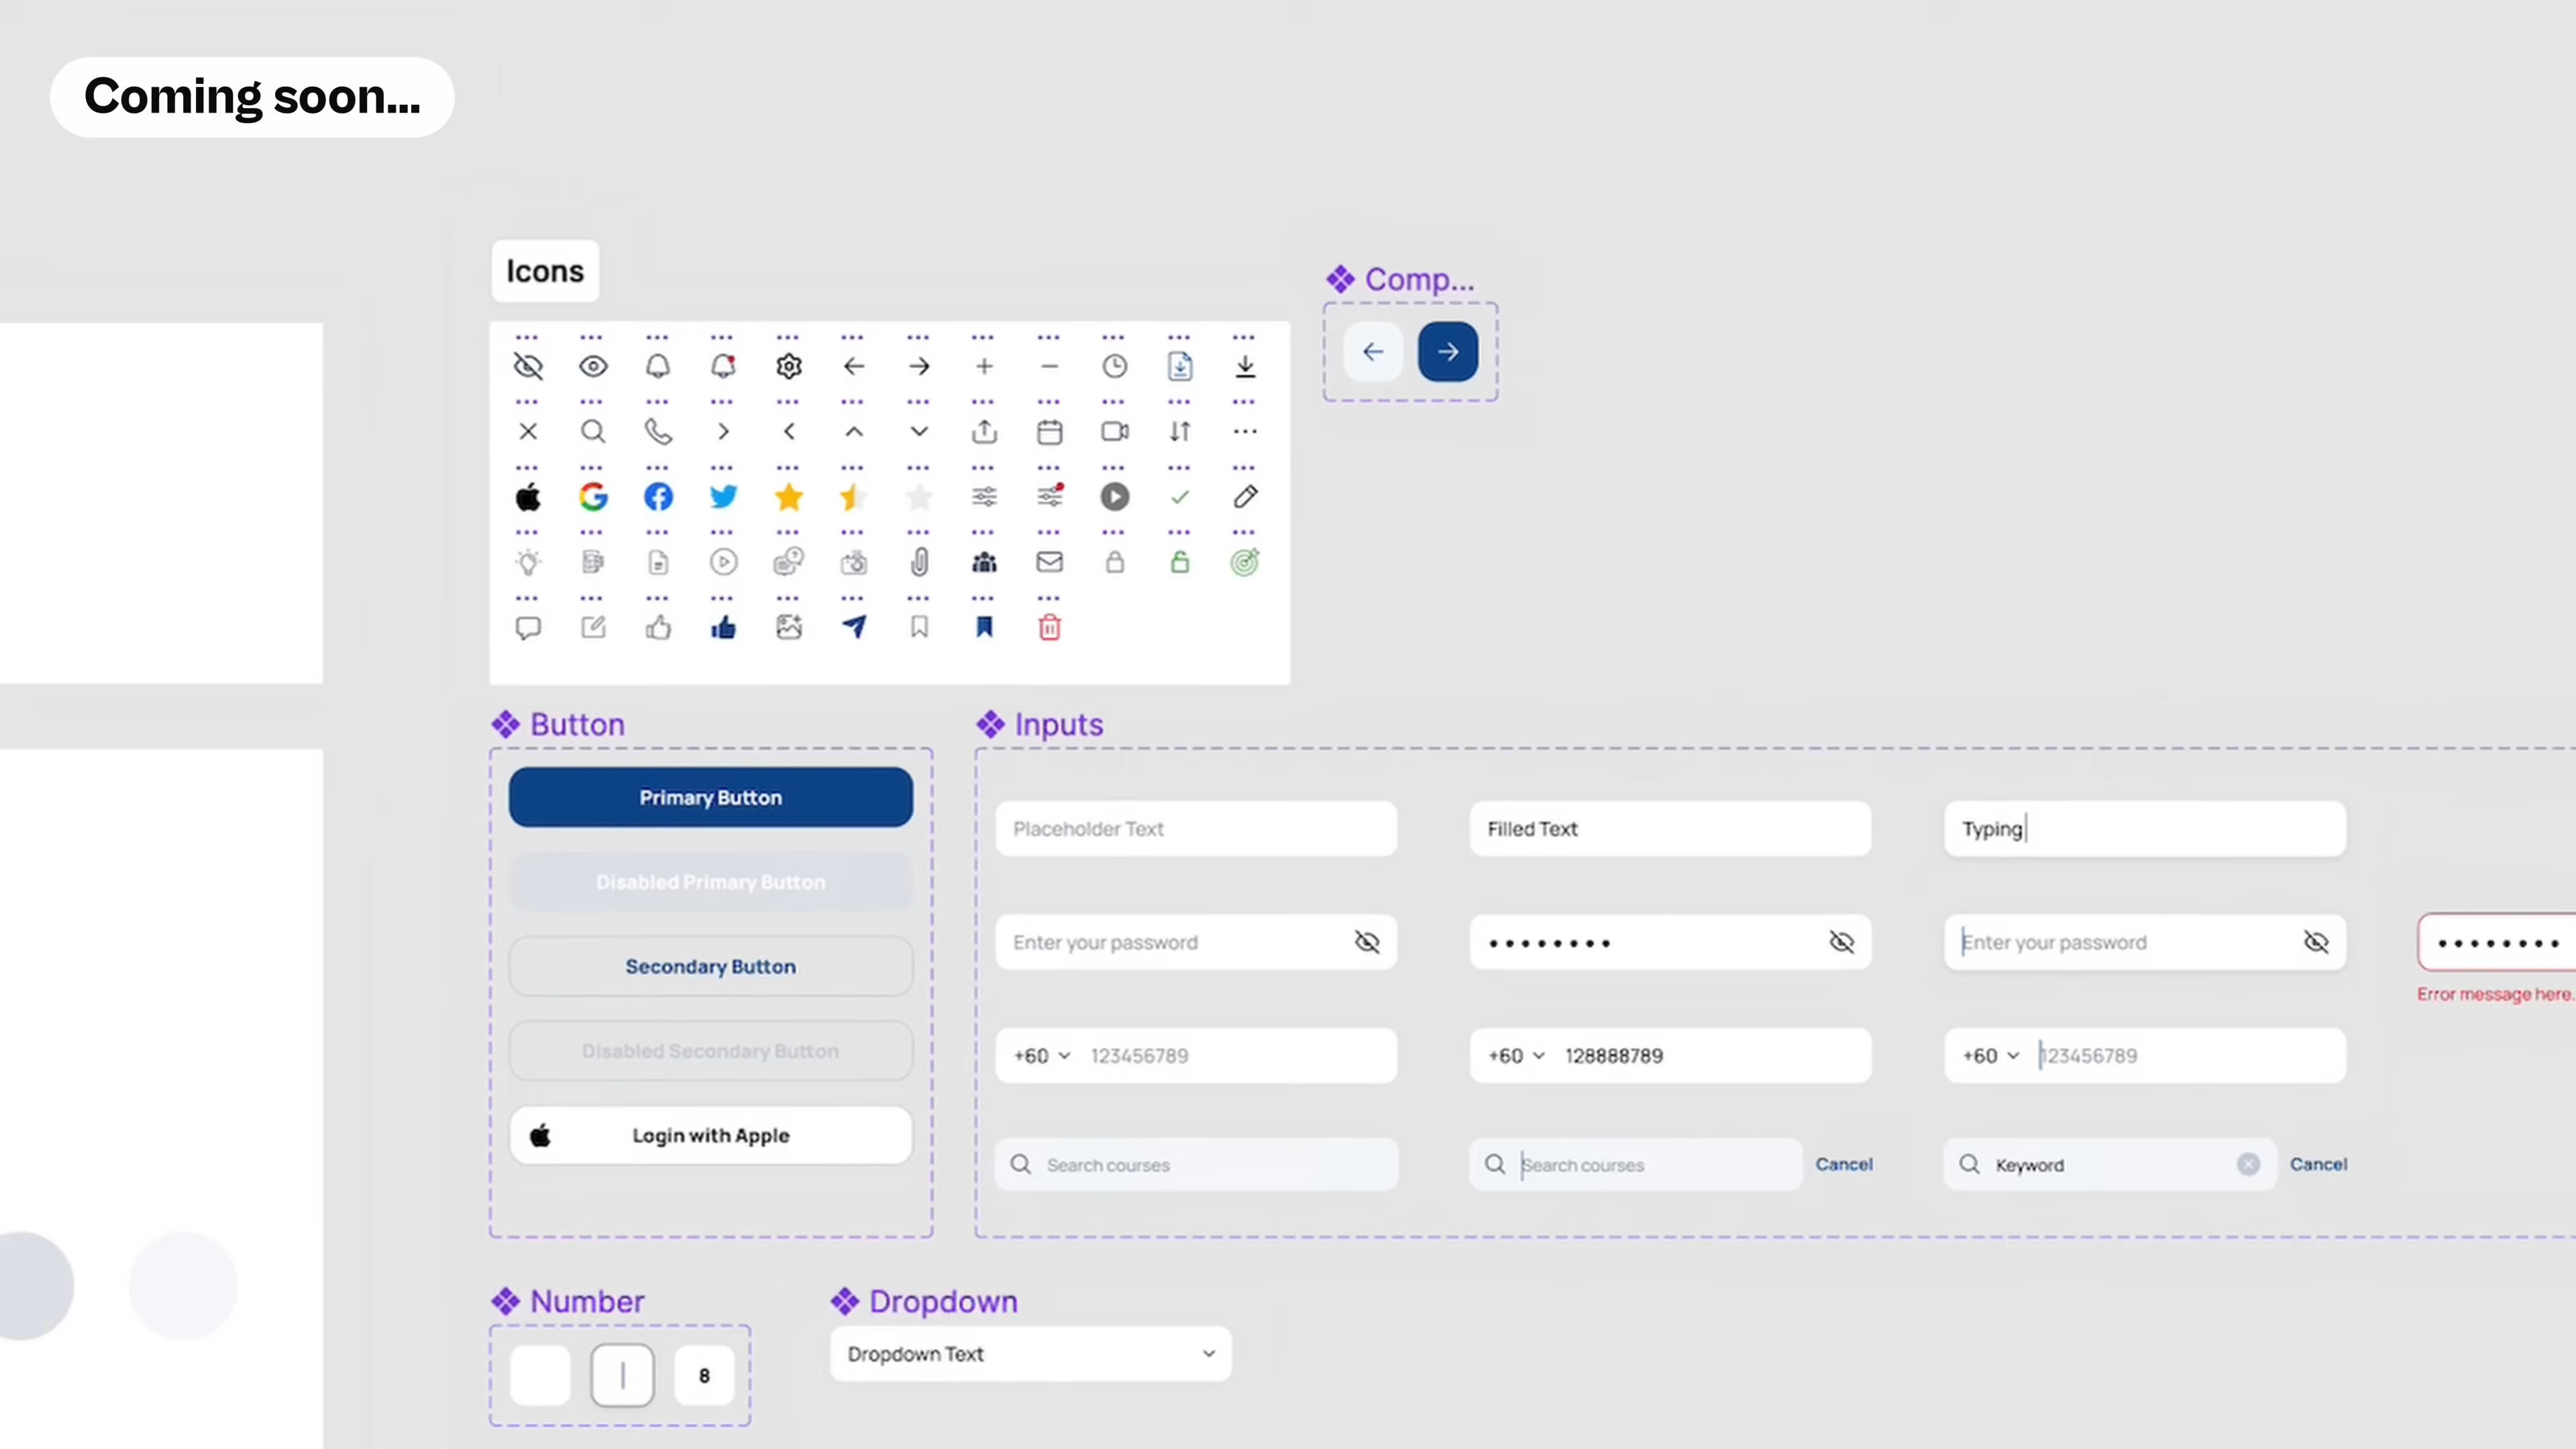 Coming soon...
Icons
Comp...
Button
Inputs
Primary Button
Disabled Primary Button
Secondary Button
Disabled Secondary Button
Login with Apple
Placeholder Text
Filled Text
Typing
Enter your password
Enter your password
Error message here.
+60 123456789
+60 128888789
+60 123456789
Search courses
Search courses Cancel
Keyword Cancel
Number
8
Dropdown
Dropdown Text